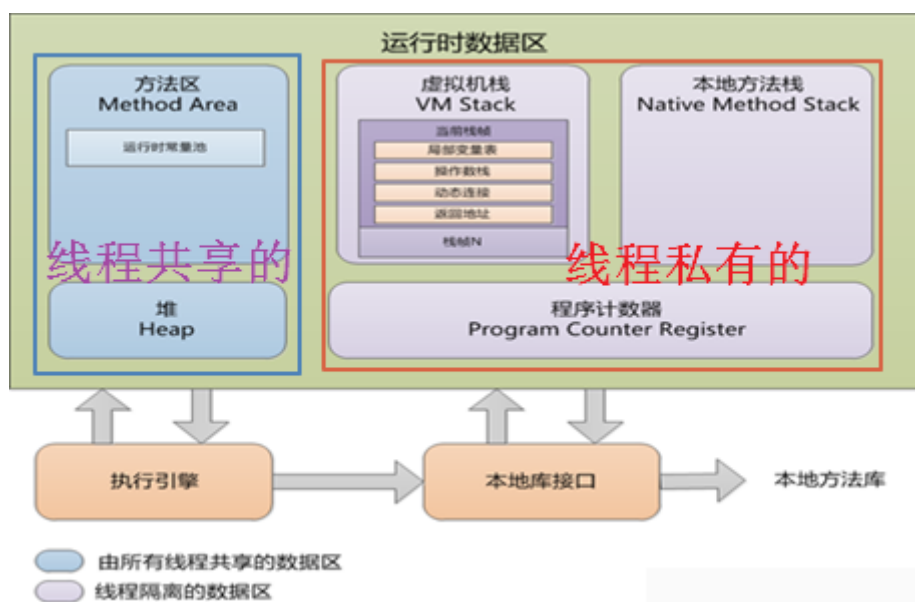 运行时数据区
方法区
Method Area
运行时常量池
线程共享的
堆
Heap
虚拟机栈
VM Stack
当前栈帧
局部变量表
操作数栈
动态连接
返回地址
栈帧N
本地方法栈
Native Method Stack
线程私有的
程序计数器
Program Counter Register
执行引擎
本地库接口
本地方法库
由所有线程共享的数据区
线程隔离的数据区